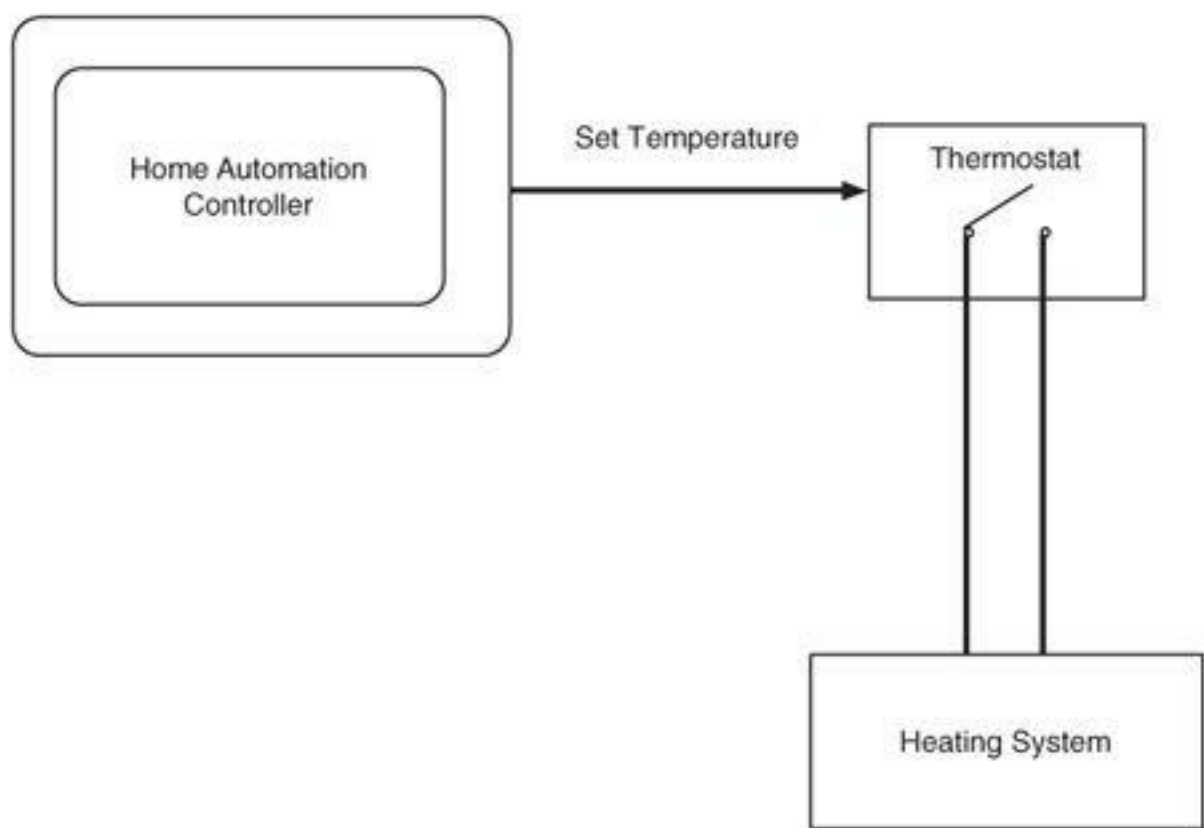 Home Automation
Controller
Set Temperature
Thermostat
Heating System